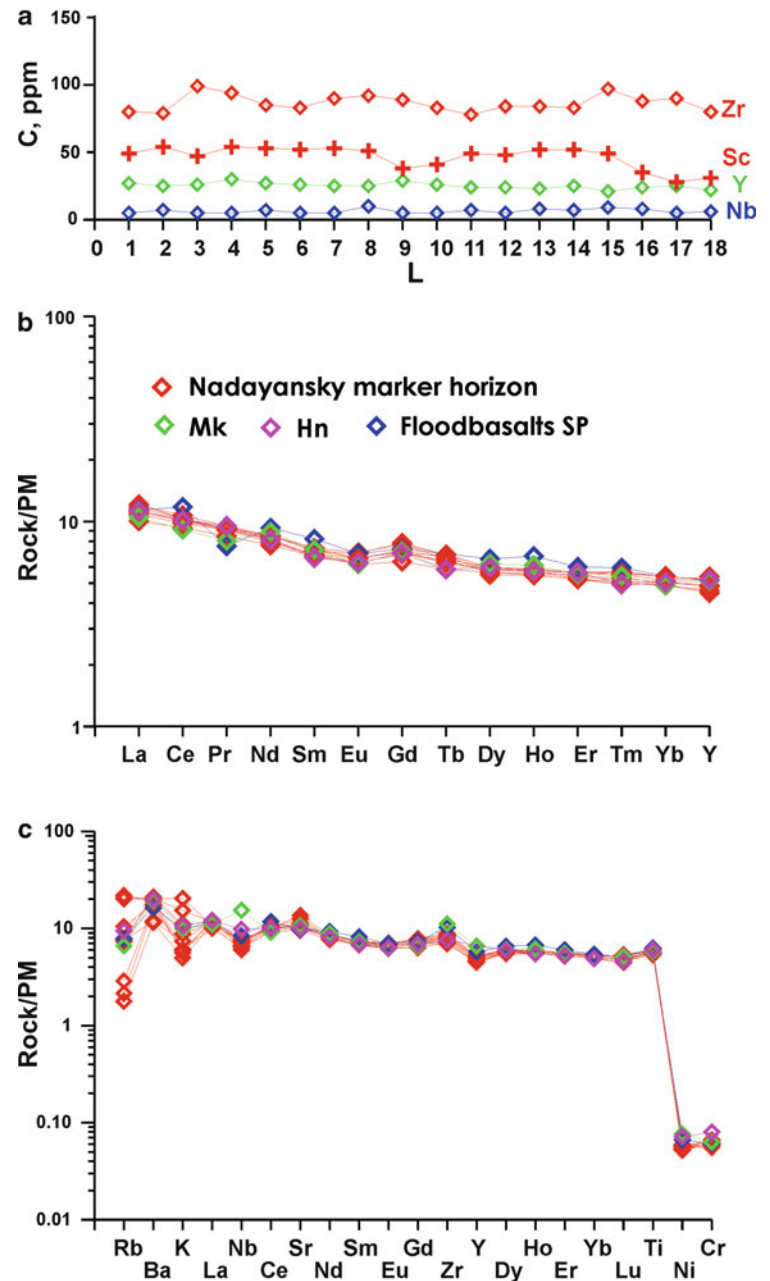 a
150
100
50
0
C, ppm
Zr
Sc
Y
Nb
0 1 2 3 4 5 6 7 8 9 10 11 12 13 14 15 16 17 18
L
b
100
10
1
Rock/PM
Nadayansky marker horizon
Mk Hn Floodbasalts SP
La Ce Pr Nd Sm Eu Gd Tb Dy Ho Er Tm Yb Y
c
100
10
1
0.10
0.01
Rock/PM
Rb K Nb Sr Sm Gd Y Ho Yb Ti Cr
Ba La Ce Nd Eu Zr Dy Er Lu Ni